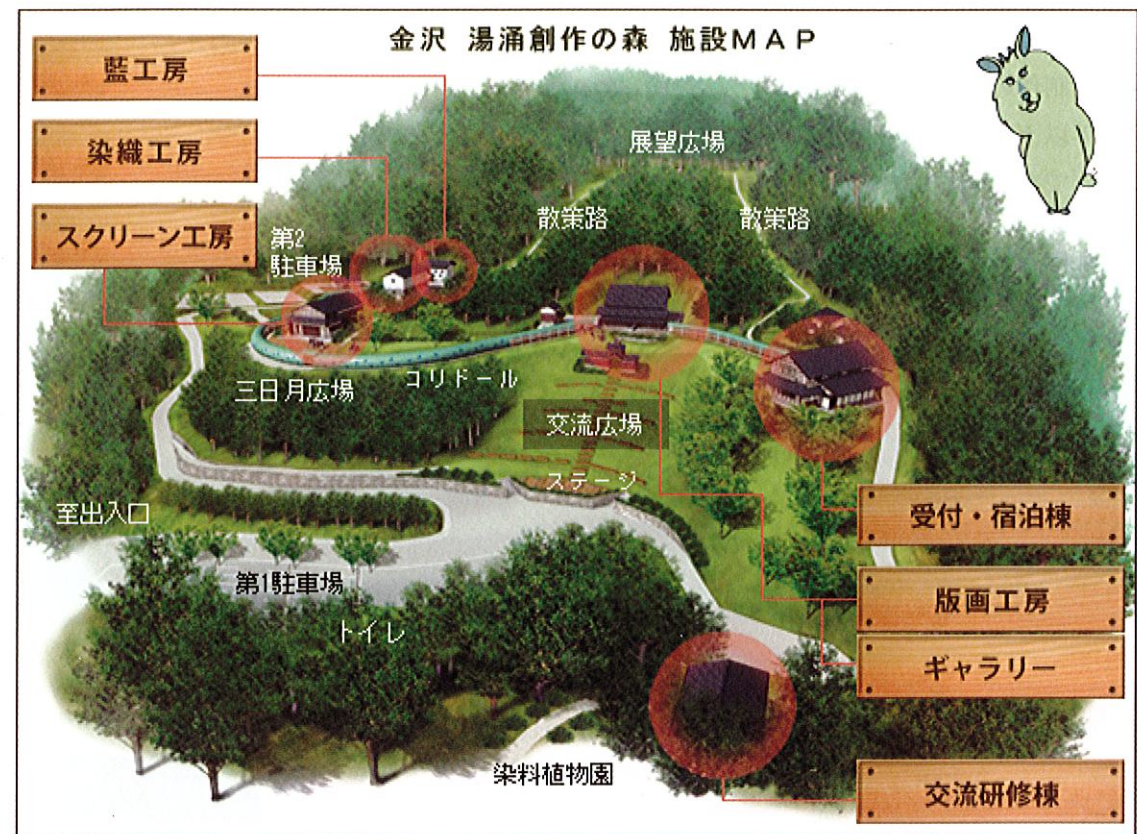 金沢 湯涌創作の森 施設MAP
藍工房
染織工房
スクリーン工房
展望広場
散策路
散策路
第2
駐車場
三日月広場
コリドール
交流広場
ステージ
至出入口
第1駐車場
トイレ
染料植物園
受付・宿泊棟
版画工房
ギャラリー
交流研修棟